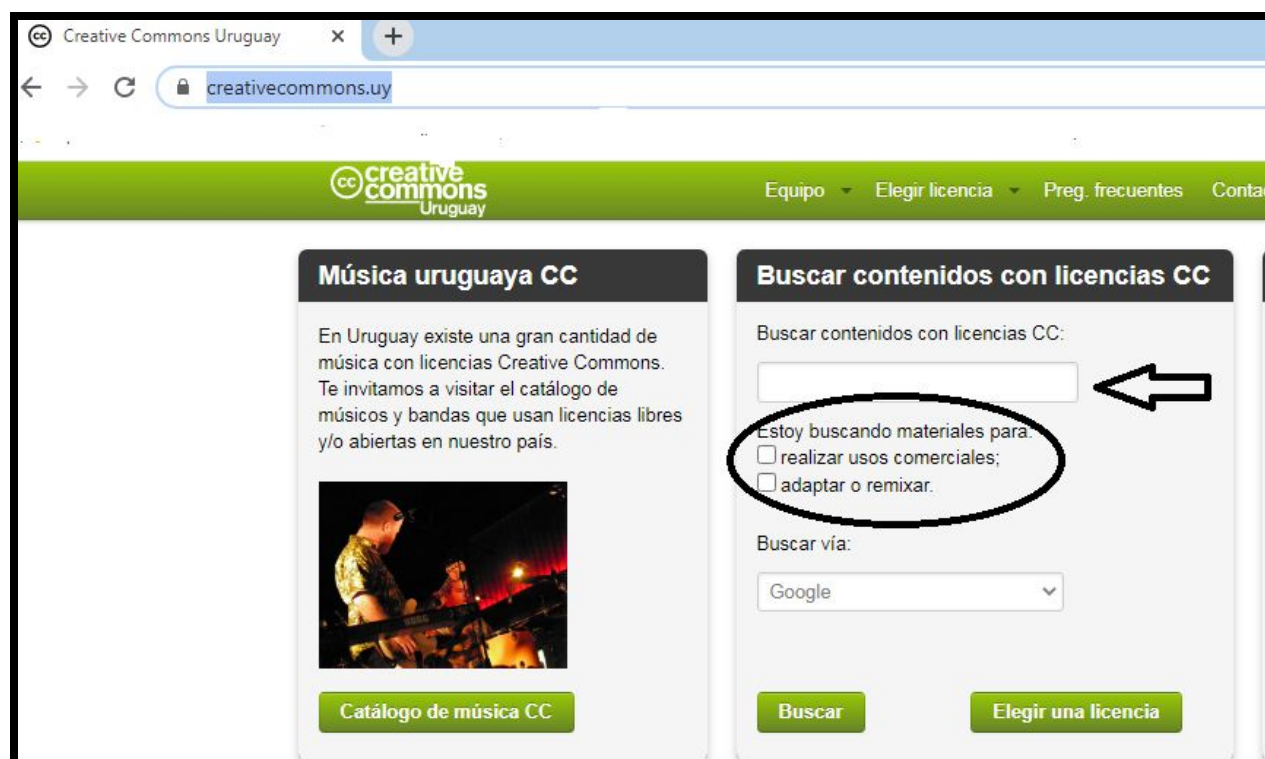 Creative Commons Uruguay
creativecommons.uy
cc creative
commons
Uruguay
Equipo Elegir licencia Preg. frecuentes Conta
Música uruguaya CC
En Uruguay existe una gran cantidad de
música con licencias Creative Commons.
Te invitamos a visitar el catálogo de
músicos y bandas que usan licencias libres
y/o abiertas en nuestro país.
Catálogo de música CC
Buscar contenidos con licencias CC
Buscar contenidos con licencias CC:
Estoy buscando materiales para:
realizar usos comerciales;
adaptar o remixar.
Buscar vía:
Google
Buscar Elegir una licencia